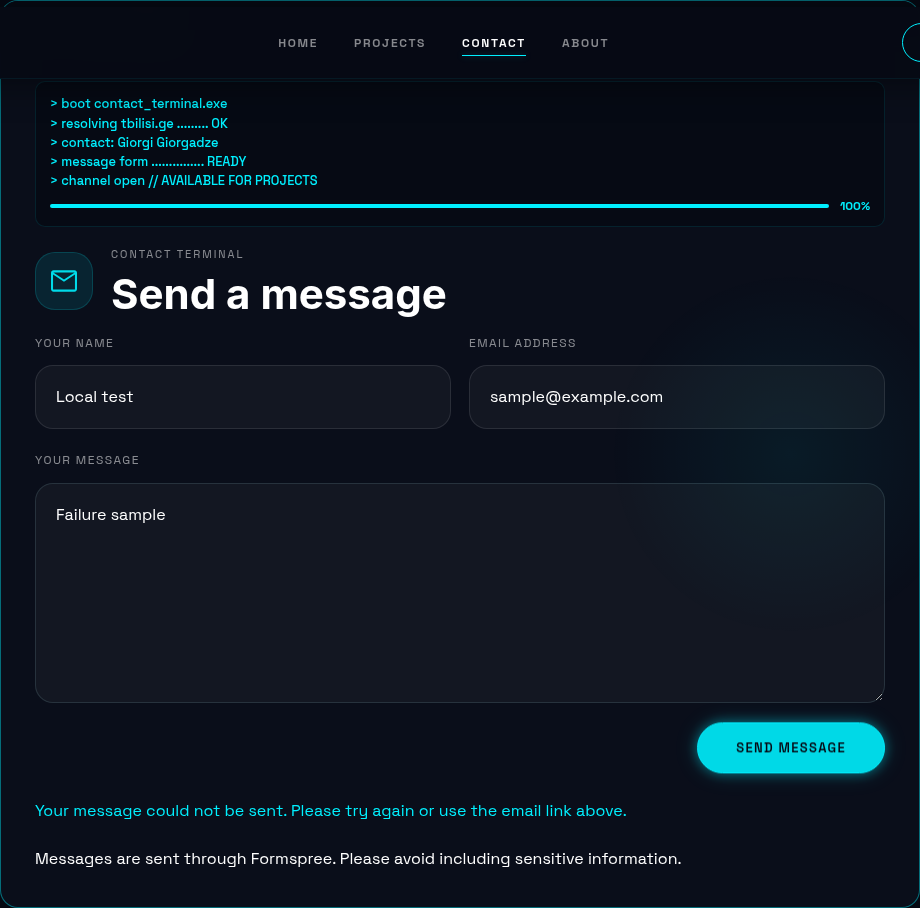 HOME PROJECTS CONTACT ABOUT
> boot contact_terminal.exe
> resolving tbilisi.ge ......... OK
> contact: Giorgi Giorgadze
> message form ............... READY
> channel open // AVAILABLE FOR PROJECTS
100%
CONTACT TERMINAL
Send a message
YOUR NAME EMAIL ADDRESS
Local test sample@example.com
YOUR MESSAGE
Failure sample
SEND MESSAGE
Your message could not be sent. Please try again or use the email link above.
Messages are sent through Formspree. Please avoid including sensitive information.